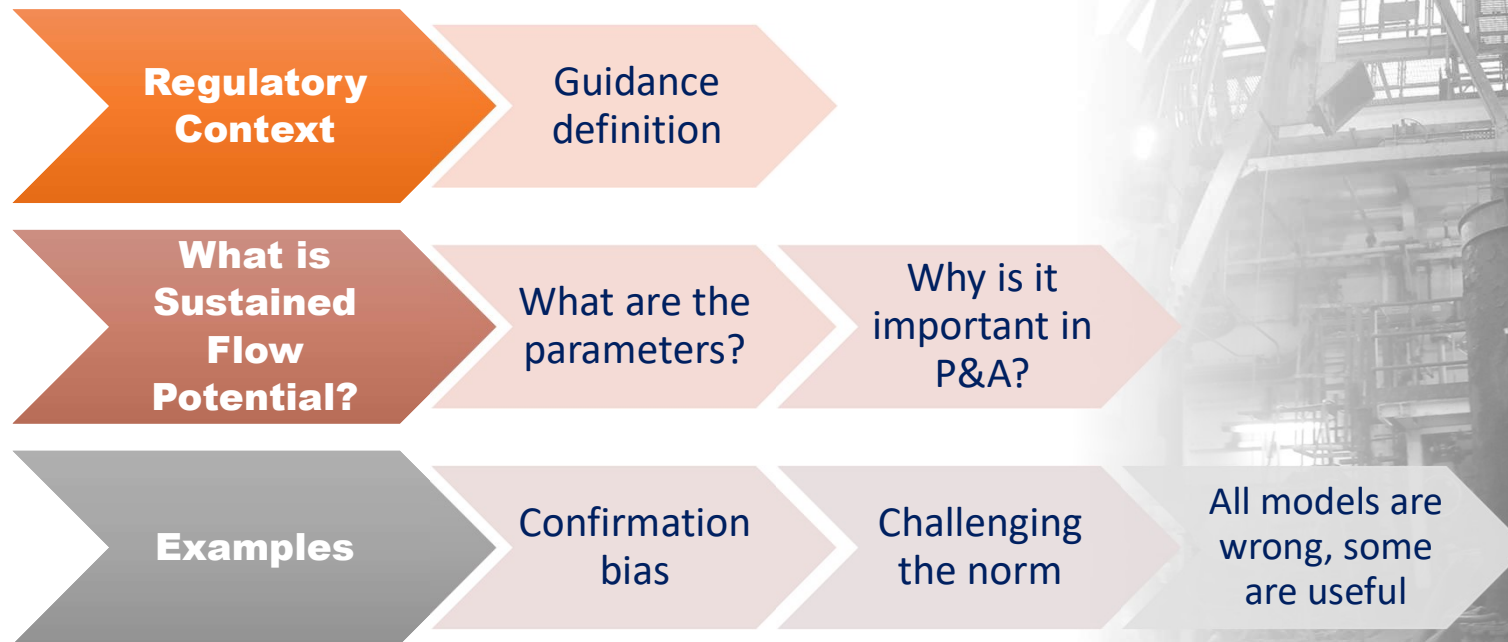 Regulatory
Context
Guidance
definition
What is
Sustained
Flow
Potential?
What are the
parameters?
Why is it
important in
P&A?
Examples
Confirmation
bias
Challenging
the norm
All models are
wrong, some
are useful